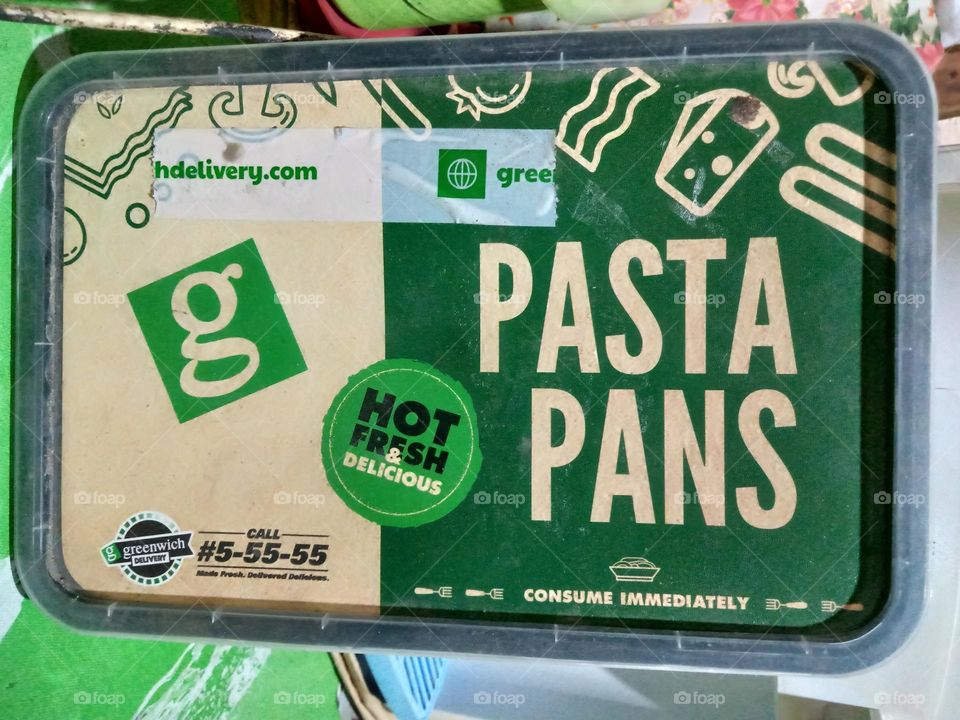 hdelivery.com
gree
g
PASTA
PANS
HOT
FRESH
&
DELICIOUS
g greenwich
DELIVERY
CALL
#5-55-55
Made Fresh. Delivered Delicious.
CONSUME IMMEDIATELY
foap